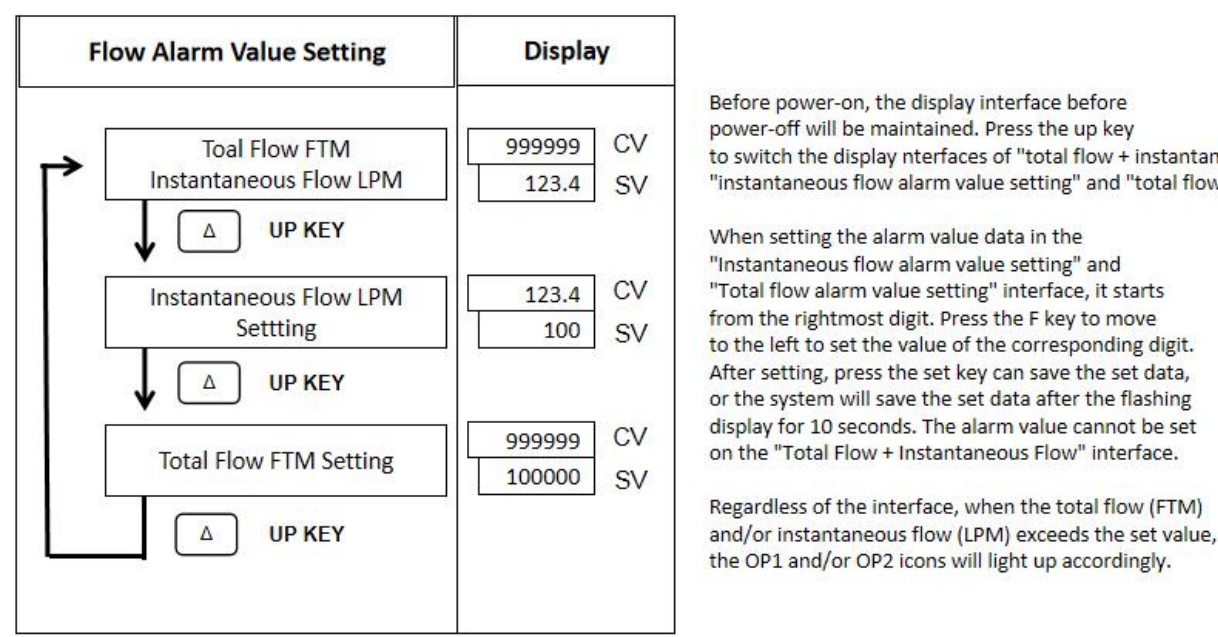 Flow Alarm Value Setting
Display
Toal Flow FTM
Instantaneous Flow LPM
999999 CV
123.4 SV
Δ UP KEY
Instantaneous Flow LPM
Settting
123.4 CV
100 SV
Δ UP KEY
Total Flow FTM Setting
999999 CV
100000 SV
Δ UP KEY
Before power-on, the display interface before
power-off will be maintained. Press the up key
to switch the display nterfaces of "total flow + instantan
"instantaneous flow alarm value setting" and "total flow
When setting the alarm value data in the
"Instantaneous flow alarm value setting" and
"Total flow alarm value setting" interface, it starts
from the rightmost digit. Press the F key to move
to the left to set the value of the corresponding digit.
After setting, press the set key can save the set data,
or the system will save the set data after the flashing
display for 10 seconds. The alarm value cannot be set
on the "Total Flow + Instantaneous Flow" interface.
Regardless of the interface, when the total flow (FTM)
and/or instantaneous flow (LPM) exceeds the set value,
the OP1 and/or OP2 icons will light up accordingly.